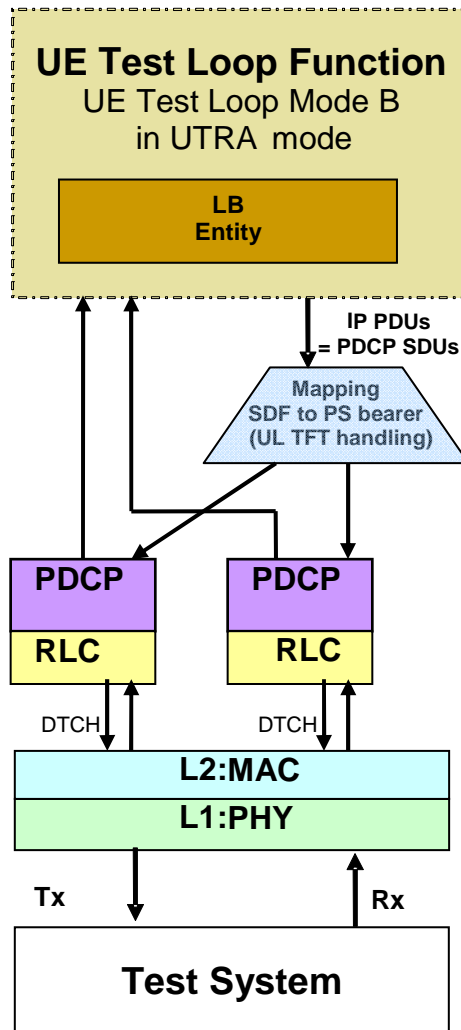 UE Test Loop Function
UE Test Loop Mode B
in UTRA mode
LB
Entity
IP PDUs
= PDCP SDUs
Mapping
SDF to PS bearer
(UL TFT handling)
PDCP
PDCP
RLC
RLC
DTCH
DTCH
L2:MAC
L1:PHY
Tx
Rx
Test System